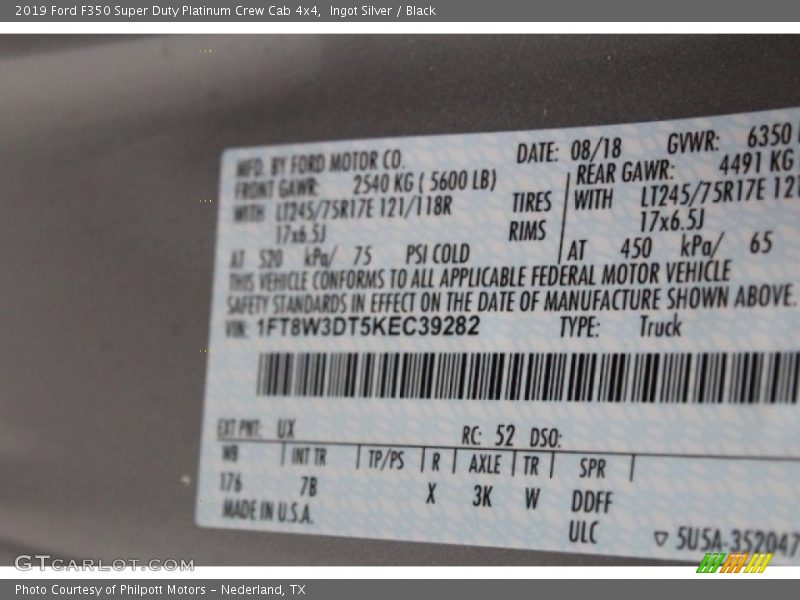 2019 Ford F350 Super Duty Platinum Crew Cab 4x4, Ingot Silver / Black
MFD. BY FORD MOTOR CO. DATE: 08/18 GVWR: 6350
FRONT GAWR: 2540 KG ( 5600 LB) REAR GAWR: 4491 KG
WITH LT245/75R17E 121/118R TIRES WITH LT245/75R17E 121
17x6.5J RIMS 17x6.5J
AT 520 kPa/ 75 PSI COLD AT 450 kPa/ 65
THIS VEHICLE CONFORMS TO ALL APPLICABLE FEDERAL MOTOR VEHICLE
SAFETY STANDARDS IN EFFECT ON THE DATE OF MANUFACTURE SHOWN ABOVE.
VIN: 1FT8W3DT5KEC39282 TYPE: Truck
EXT PNT: UX RC: 52 DSO:
WB INT TR TP/PS R AXLE TR SPR
176 7B X 3K W DDFF
MADE IN U.S.A. ULC ▽ 5U5A-352047
GTCarlot.com
Photo Courtesy of Philpott Motors - Nederland, TX